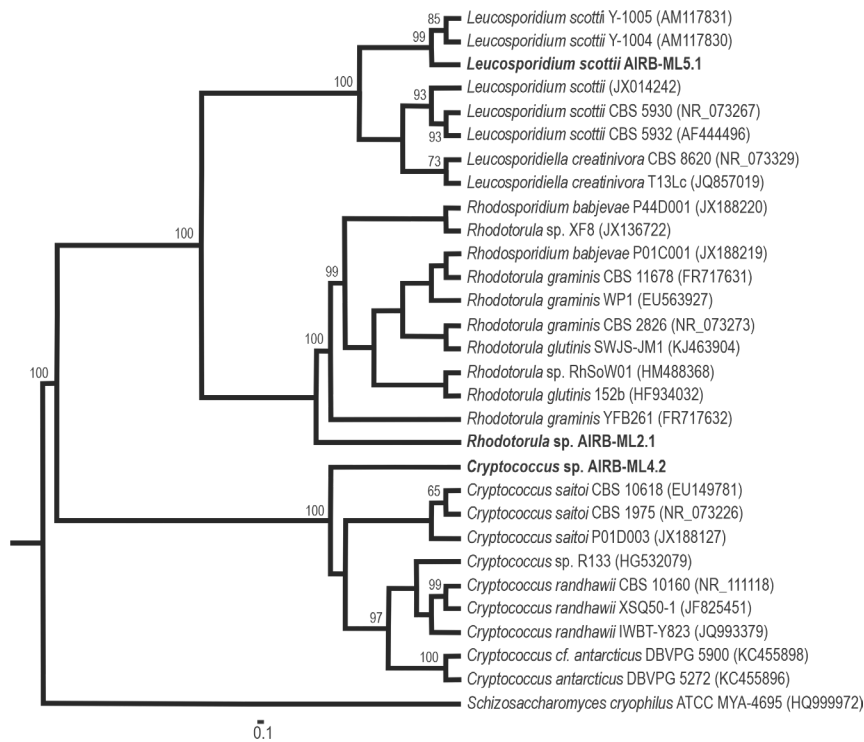 85
Leucosporidium scottii Y-1005 (AM117831)
99
Leucosporidium scottii Y-1004 (AM117830)
Leucosporidium scottii AIRB-ML5.1
100
Leucosporidium scottii (JX014242)
93
Leucosporidium scottii CBS 5930 (NR_073267)
93
Leucosporidium scottii CBS 5932 (AF444496)
73
Leucosporidiella creatinivora CBS 8620 (NR_073329)
Leucosporidiella creatinivora T13Lc (JQ857019)
Rhodosporidium babjevae P44D001 (JX188220)
100
Rhodotorula sp. XF8 (JX136722)
Rhodosporidium babjevae P01C001 (JX188219)
99
Rhodotorula graminis CBS 11678 (FR717631)
Rhodotorula graminis WP1 (EU563927)
Rhodotorula graminis CBS 2826 (NR_073273)
100
Rhodotorula glutinis SWJS-JM1 (KJ463904)
100
Rhodotorula sp. RhSoW01 (HM488368)
Rhodotorula glutinis 152b (HF934032)
Rhodotorula graminis YFB261 (FR717632)
Rhodotorula sp. AIRB-ML2.1
Cryptococcus sp. AIRB-ML4.2
65
Cryptococcus saitoi CBS 10618 (EU149781)
100
Cryptococcus saitoi CBS 1975 (NR_073226)
Cryptococcus saitoi P01D003 (JX188127)
Cryptococcus sp. R133 (HG532079)
99
Cryptococcus randhawii CBS 10160 (NR_111118)
Cryptococcus randhawii XSQ50-1 (JF825451)
97
Cryptococcus randhawii IWBT-Y823 (JQ993379)
100
Cryptococcus cf. antarcticus DBVPG 5900 (KC455898)
Cryptococcus antarcticus DBVPG 5272 (KC455896)
Schizosaccharomyces cryophilus ATCC MYA-4695 (HQ999972)
0.1